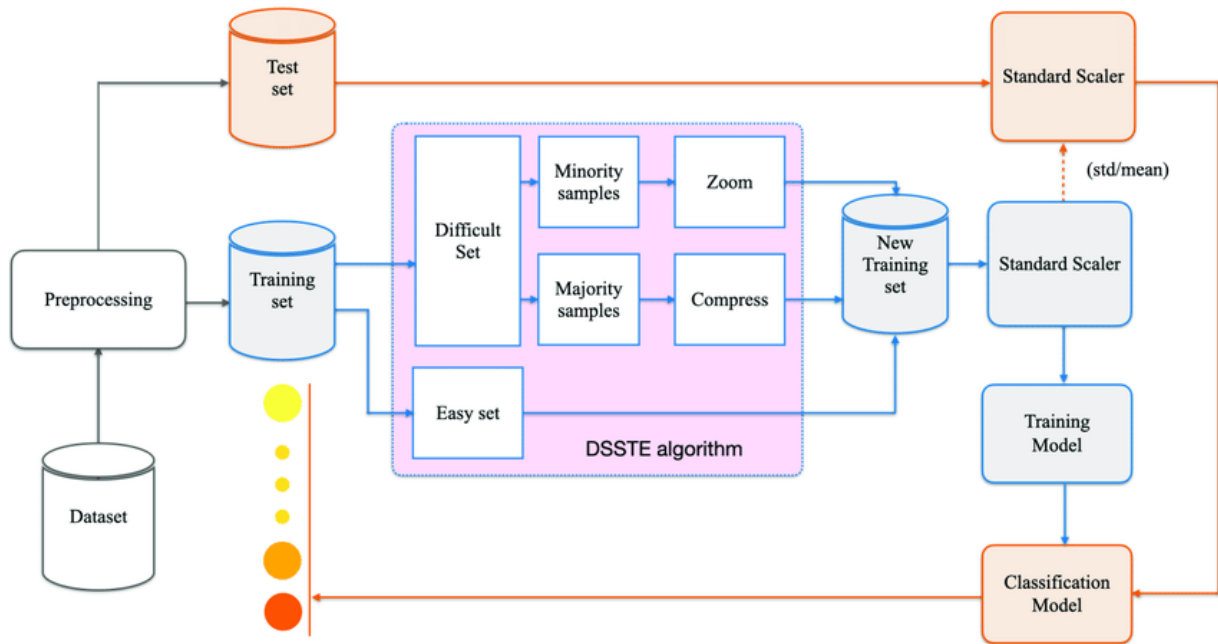 Test
set
Standard Scaler
(std/mean)
Minority
samples
Zoom
Difficult
Set
Majority
samples
Compress
New
Training
set
Standard Scaler
Preprocessing
Training
set
Easy set
DSSTE algorithm
Training
Model
Dataset
Classification
Model